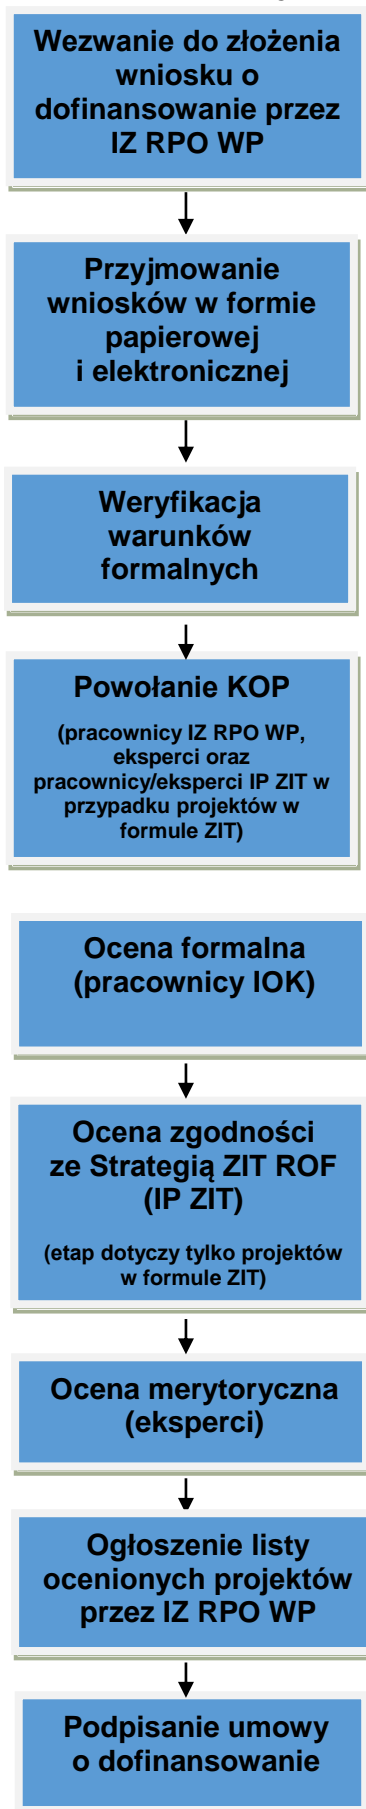 Wezwanie do złożenia
wniosku o
dofinansowanie przez
IZ RPO WP
Przyjmowanie
wniosków w formie
papierowej
i elektronicznej
Weryfikacja
warunków
formalnych
Powołanie KOP
(pracownicy IZ RPO WP,
eksperci oraz
pracownicy/eksperci IP ZIT w
przypadku projektów w
formule ZIT)
Ocena formalna
(pracownicy IOK)
Ocena zgodności
ze Strategią ZIT ROF
(IP ZIT)
(etap dotyczy tylko projektów
w formule ZIT)
Ocena merytoryczna
(eksperci)
Ogłoszenie listy
ocenionych projektów
przez IZ RPO WP
Podpisanie umowy
o dofinansowanie